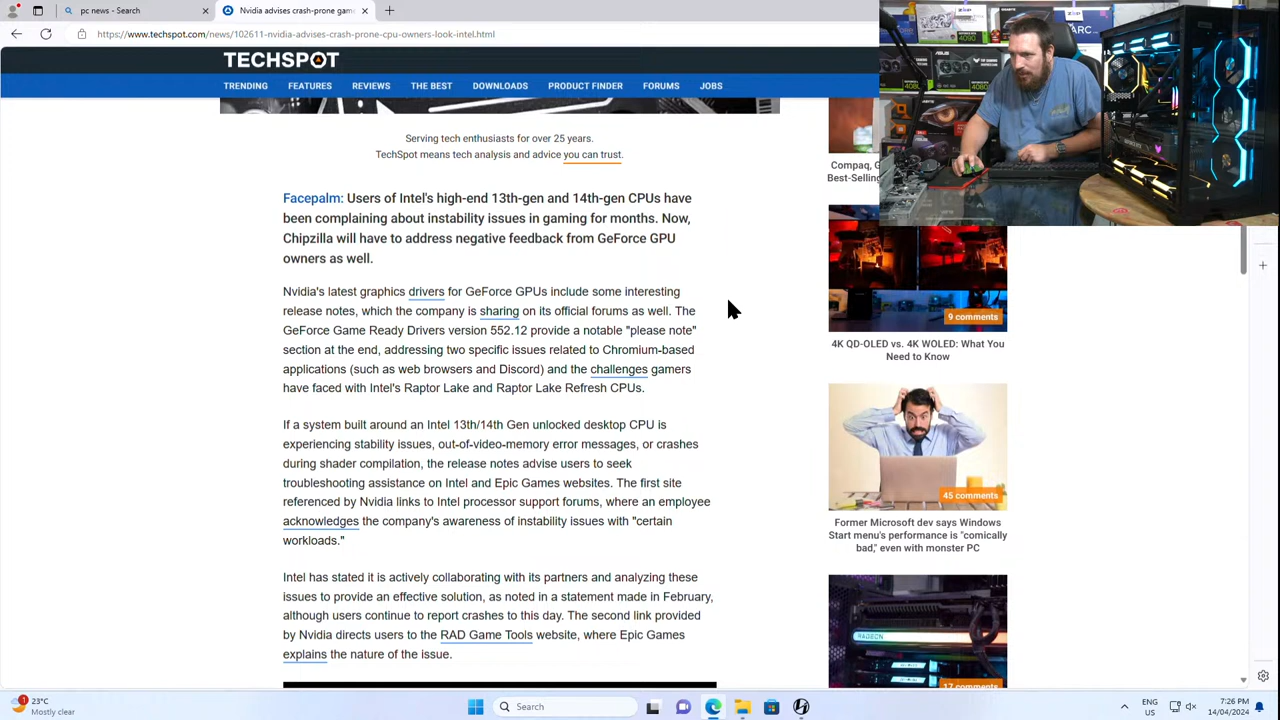 pc news - Search
Nvidia advises crash-prone gam
www.techspot.com
-nvidia-advises-crash-prone-
pu-owners-look-intel.html
TECHSPOT
TRENDING
FEATURES
REVIEWS
THE BEST
DOWNLOADS
PRODUCT FINDER
FORUMS
JOBS
Serving tech enthusiasts for over 25 years.
TechSpot means tech analysis and advice you can trust.
Facepalm: Users of Intel's high-end 13th-gen and 14th-gen CPUs have
been complaining about instability issues in gaming for months. Now,
Chipzilla will have to address negative feedback from GeForce GPU
owners as well.
Nvidia's latest graphics drivers for GeForce GPUs include some interesting
release notes, which the company is sharing on its official forums as well. The
GeForce Game Ready Drivers version 552.12 provide a notable "please note"
section at the end, addressing two specific issues related to Chromium-based
applications (such as web browsers and Discord) and the challenges gamers
have faced with Intel's Raptor Lake and Raptor Lake Refresh CPUs.
If a system built around an Intel 13th/14th Gen unlocked desktop CPU is
experiencing stability issues, out-of-video-memory error messages, or crashes
during shader compilation, the release notes advise users to seek
troubleshooting assistance on Intel and Epic Games websites. The first site
referenced by Nvidia links to Intel processor support forums, where an employee
acknowledges the company's awareness of instability issues with "certain
workloads."
Intel has stated it is actively collaborating with its partners and analyzing these
issues to provide an effective solution, as noted in a statement made in February,
although users continue to report crashes to this day. The second link provided
by Nvidia directs users to the RAD Game Tools website, where Epic Games
explains the nature of the issue.
Compaq, G
Best-Selling
9 comments
4K QD-OLED vs. 4K WOLED: What You
Need to Know
45 comments
Former Microsoft dev says Windows
Start menu's performance is "comically
bad," even with monster PC
RADEON
17 comments
4090
ASUS
4080
ARC
1
23°C
Mostly clear
Search
ENG
US
7:26 PM
14/04/2024